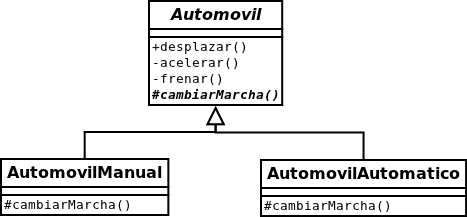 Automovil
+desplazar()
-acelerar()
-frenar()
#cambiarMarcha()
AutomovilManual
#cambiarMarcha()
AutomovilAutomatico
#cambiarMarcha()